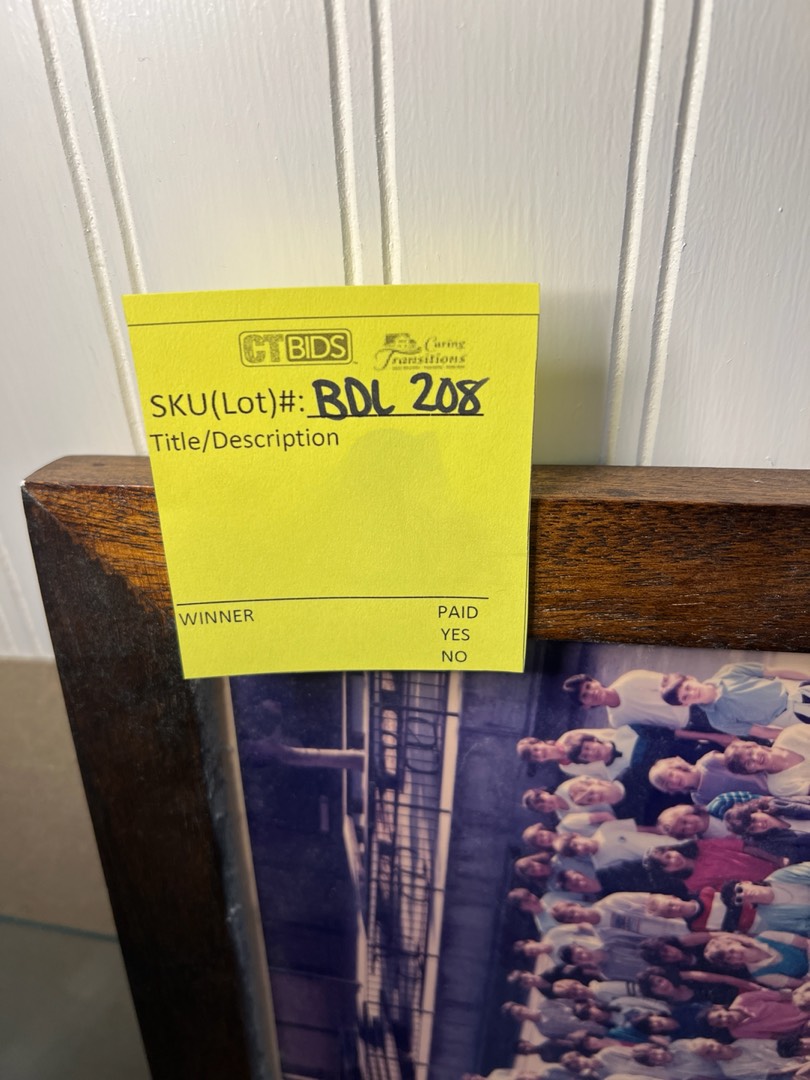 CTBIDS Caring
Transitions
SKU(Lot)#: BDL 208
Title/Description
WINNER PAID
YES
NO